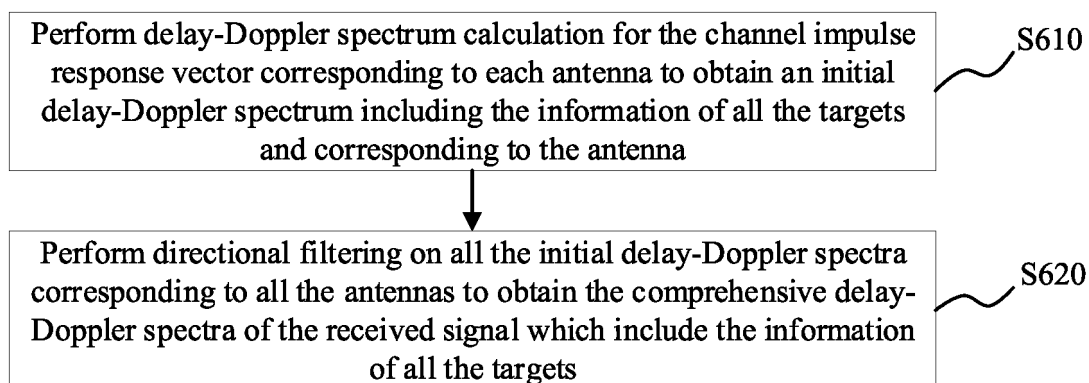 Perform delay-Doppler spectrum calculation for the channel impulse
response vector corresponding to each antenna to obtain an initial
delay-Doppler spectrum including the information of all the targets
and corresponding to the antenna
S610
Perform directional filtering on all the initial delay-Doppler spectra
corresponding to all the antennas to obtain the comprehensive delay-
Doppler spectra of the received signal which include the information
of all the targets
S620